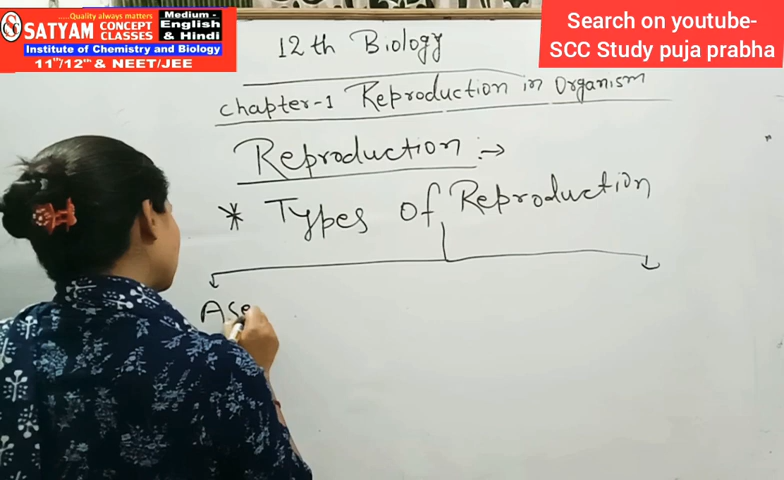 .....Quality always matters
SATYAM CONCEPT CLASSES
Medium - English & Hindi
Institute of Chemistry and Biology
11th/12th & NEET/JEE
Search on youtube-
SCC Study puja prabha
12th Biology
Chapter-1 Reproduction in Organism
Reproduction :->
* Types of Reproduction
Ase